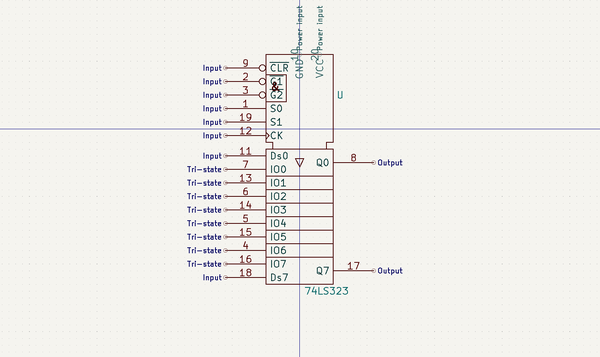 Power Input
Power Input
10
20
GND
VCC
Input 9 CLR
Input 2 G1
Input 3 G2
&
U
Input 1 S0
Input 19 S1
Input 12 CK
Input 11 Ds0
Q0 8 Output
Tri-state 7 IO0
Tri-state 13 IO1
Tri-state 6 IO2
Tri-state 14 IO3
Tri-state 5 IO4
Tri-state 15 IO5
Tri-state 4 IO6
Tri-state 16 IO7
Q7 17 Output
Input 18 Ds7
74LS323